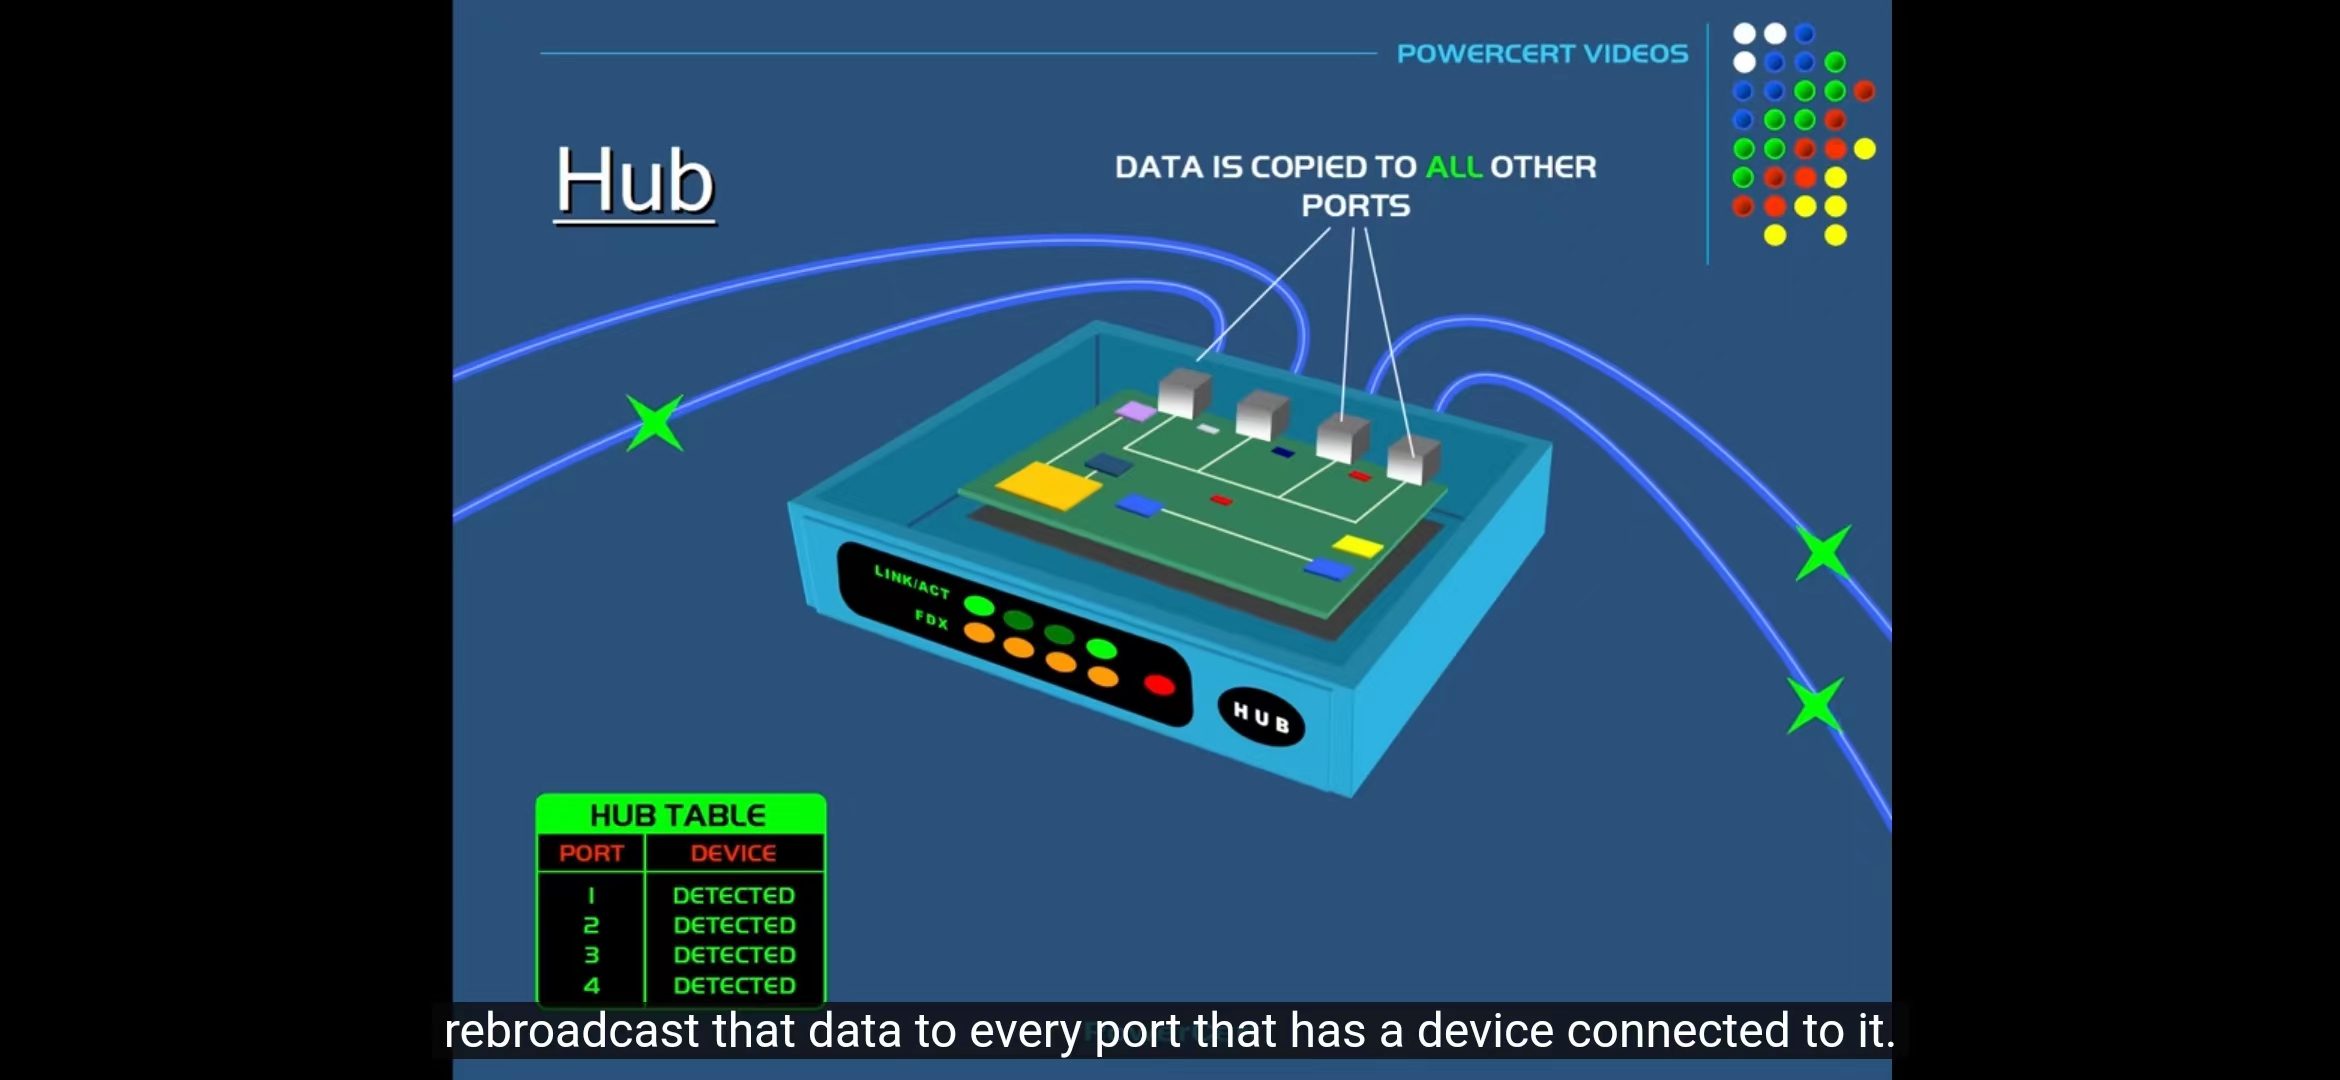 POWERCERT VIDEOS
Hub
DATA IS COPIED TO ALL OTHER
PORTS
LINK/ACT
FDX
HUB
HUB TABLE
PORT DEVICE
1 DETECTED
2 DETECTED
3 DETECTED
4 DETECTED
rebroadcast that data to every port that has a device connected to it.